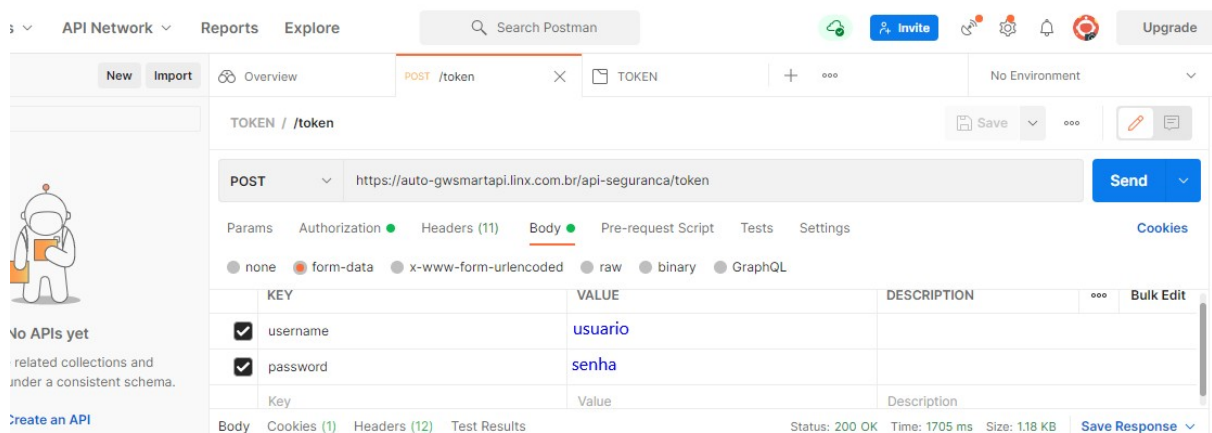 API Network Reports Explore Search Postman Invite Upgrade
New Import Overview POST /token TOKEN No Environment
TOKEN / /token Save
POST https://auto-gwsmartapi.linx.com.br/api-seguranca/token Send
Params Authorization Headers (11) Body Pre-request Script Tests Settings Cookies
none form-data x-www-form-urlencoded raw binary GraphQL
KEY VALUE DESCRIPTION Bulk Edit
username usuario
No APIs yet
password senha
related collections and
under a consistent schema.
Key Value Description
Create an API
Body Cookies (1) Headers (12) Test Results Status: 200 OK Time: 1705 ms Size: 1.18 KB Save Response